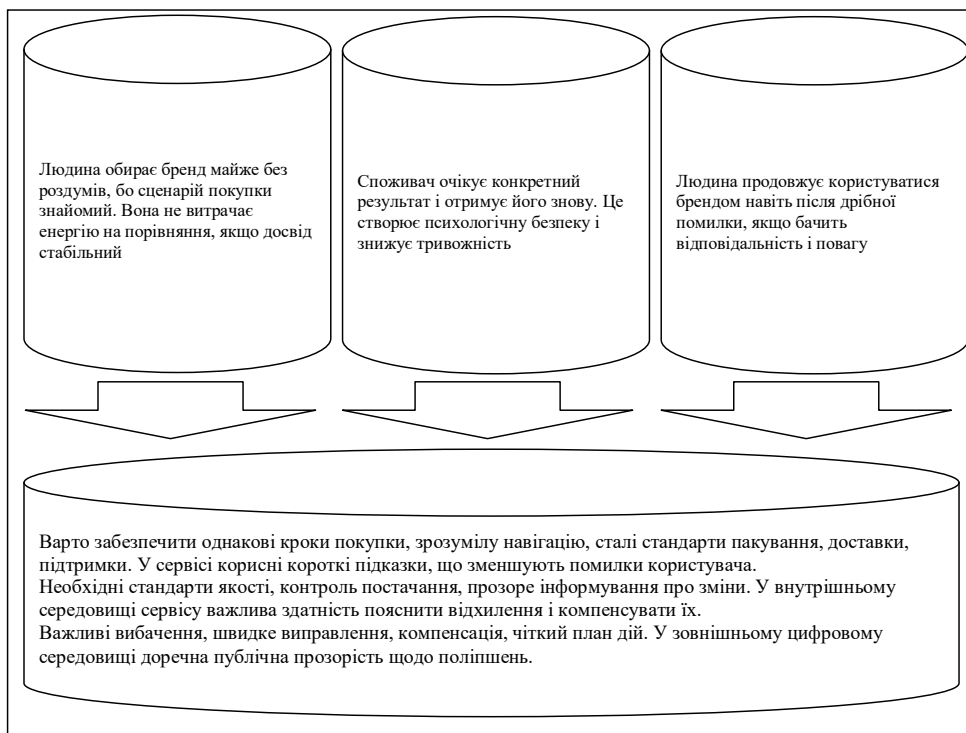 Людина обирає бренд майже без
роздумів, бо сценарій покупки
знайомий. Вона не витрачає
енергію на порівняння, якщо досвід
стабільний
Споживач очікує конкретний
результат і отримує його знову. Це
створює психологічну безпеку і
знижує тривожність
Людина продовжує користуватися
брендом навіть після дрібної
помилки, якщо бачить
відповідальність і повагу
Варто забезпечити однакові кроки покупки, зрозумілу навігацію, сталі стандарти пакування, доставки,
підтримки. У сервісі корисні короткі підказки, що зменшують помилки користувача.
Необхідні стандарти якості, контроль постачання, прозоре інформування про зміни. У внутрішньому
середовищі сервісу важлива здатність пояснити відхилення і компенсувати їх.
Важливі вибачення, швидке виправлення, компенсація, чіткий план дій. У зовнішньому цифровому
середовищі доречна публічна прозорість щодо поліпшень.